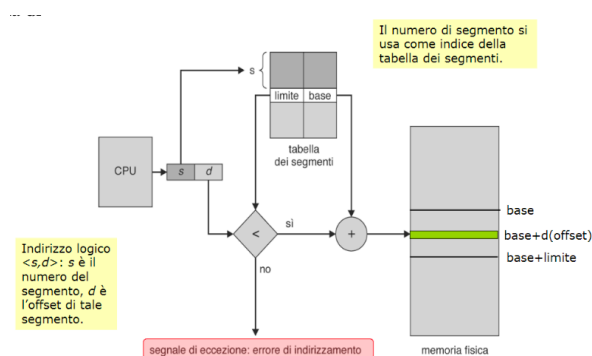 Il numero di segmento si
usa come indice della
tabella dei segmenti.
s
limite base
tabella
dei segmenti
CPU
s d
base
< sì +
base+d(offset)
base+limite
no
Indirizzo logico
<s,d>: s è il
numero del
segmento, d è
l'offset di tale
segmento.
segnale di eccezione: errore di indirizzamento
memoria fisica